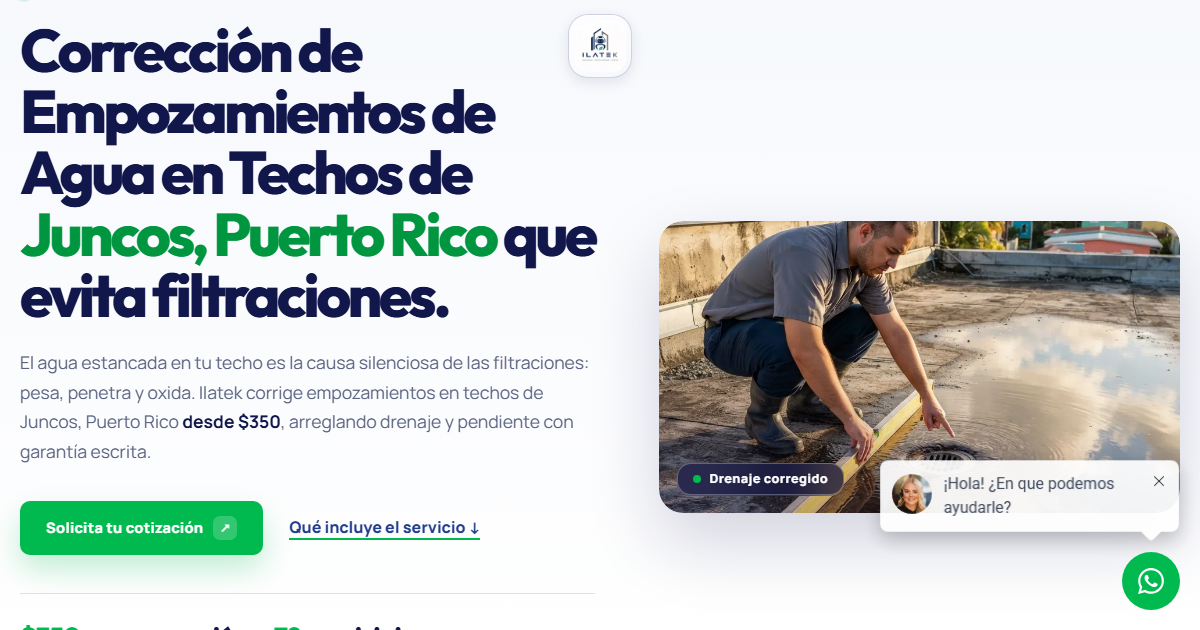 Corrección de
Empozamientos de
Agua en Techos de
Juncos, Puerto Rico que
evita filtraciones.
El agua estancada en tu techo es la causa silenciosa de las filtraciones:
pesa, penetra y oxida. Ilatek corrige empozamientos en techos de
Juncos, Puerto Rico desde $350, arreglando drenaje y pendiente con
garantía escrita.
Solicita tu cotización ↗
Qué incluye el servicio ↓
ILATEK
Drenaje corregido
¡Hola! ¿En que podemos
ayudarle?